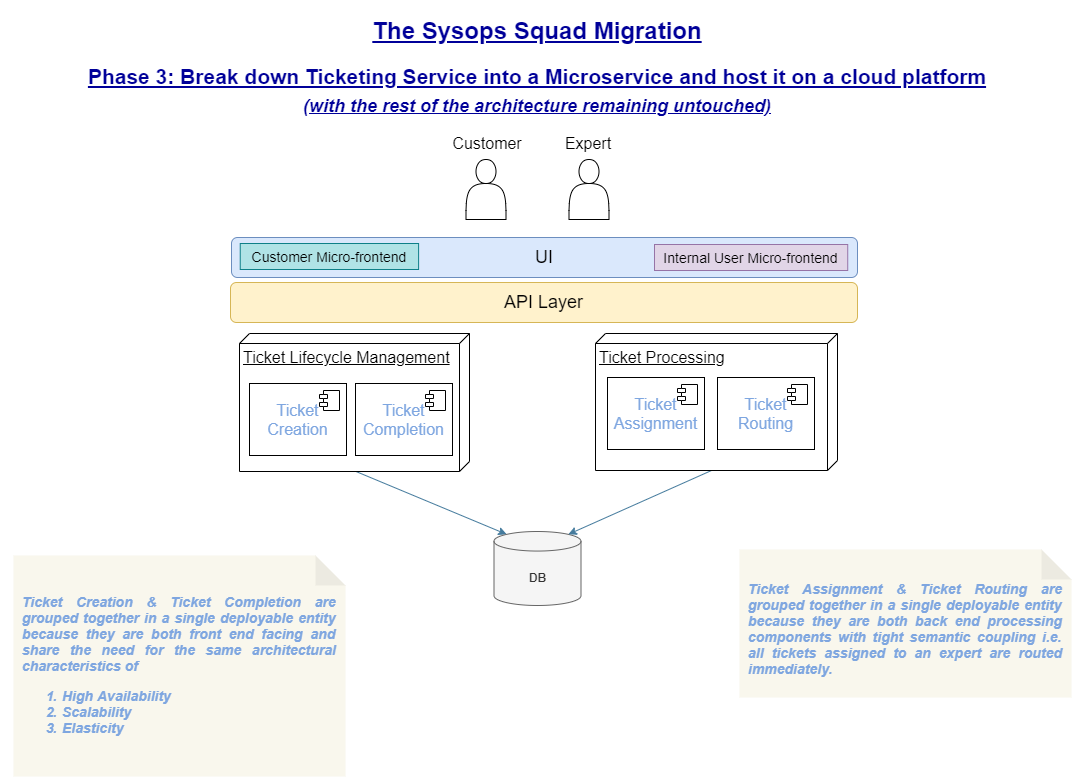 The Sysops Squad Migration
Phase 3: Break down Ticketing Service into a Microservice and host it on a cloud platform
(with the rest of the architecture remaining untouched)
Customer
Expert
Customer Micro-frontend
UI
Internal User Micro-frontend
API Layer
Ticket Lifecycle Management
Ticket
Creation
Ticket
Completion
Ticket Processing
Ticket
Assignment
Ticket
Routing
DB
Ticket Creation & Ticket Completion are
grouped together in a single deployable entity
because they are both front end facing and
share the need for the same architectural
characteristics of
1. High Availability
2. Scalability
3. Elasticity
Ticket Assignment & Ticket Routing are
grouped together in a single deployable entity
because they are both back end processing
components with tight semantic coupling i.e.
all tickets assigned to an expert are routed
immediately.